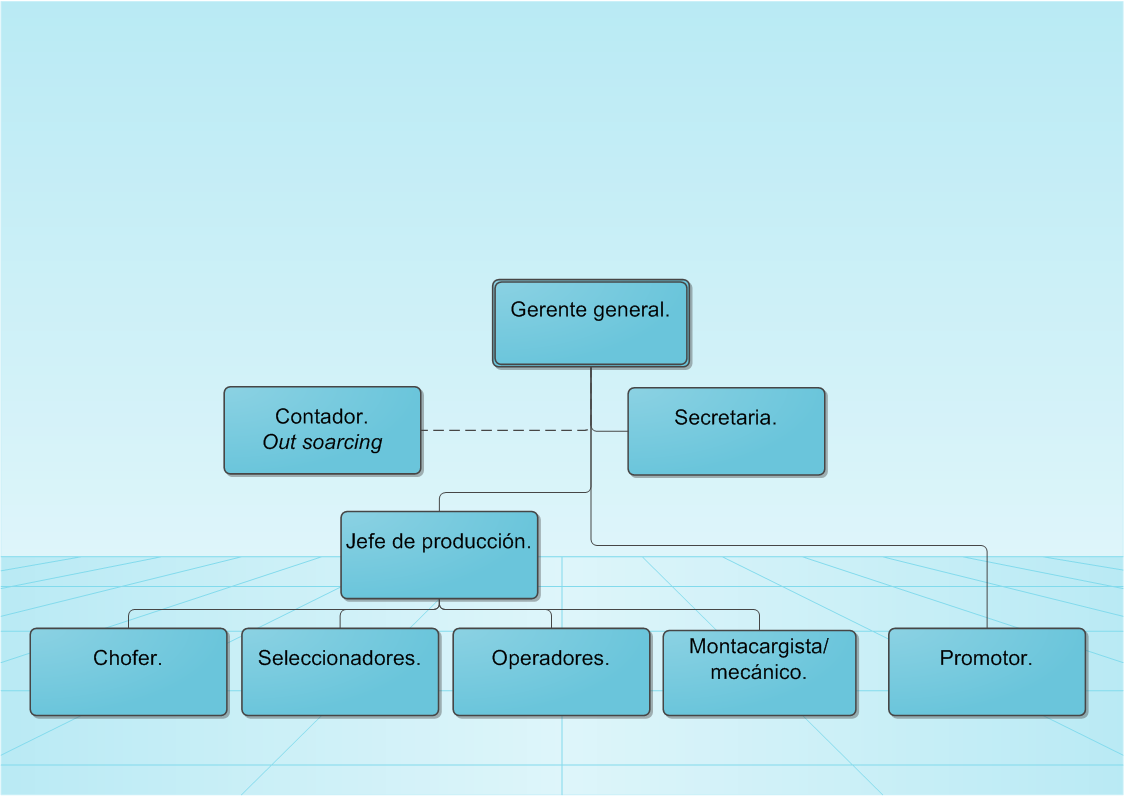 Gerente general.
Contador.
Out soarcing
Secretaria.
Jefe de producción.
Chofer.
Seleccionadores.
Operadores.
Montacargista/
mecánico.
Promotor.